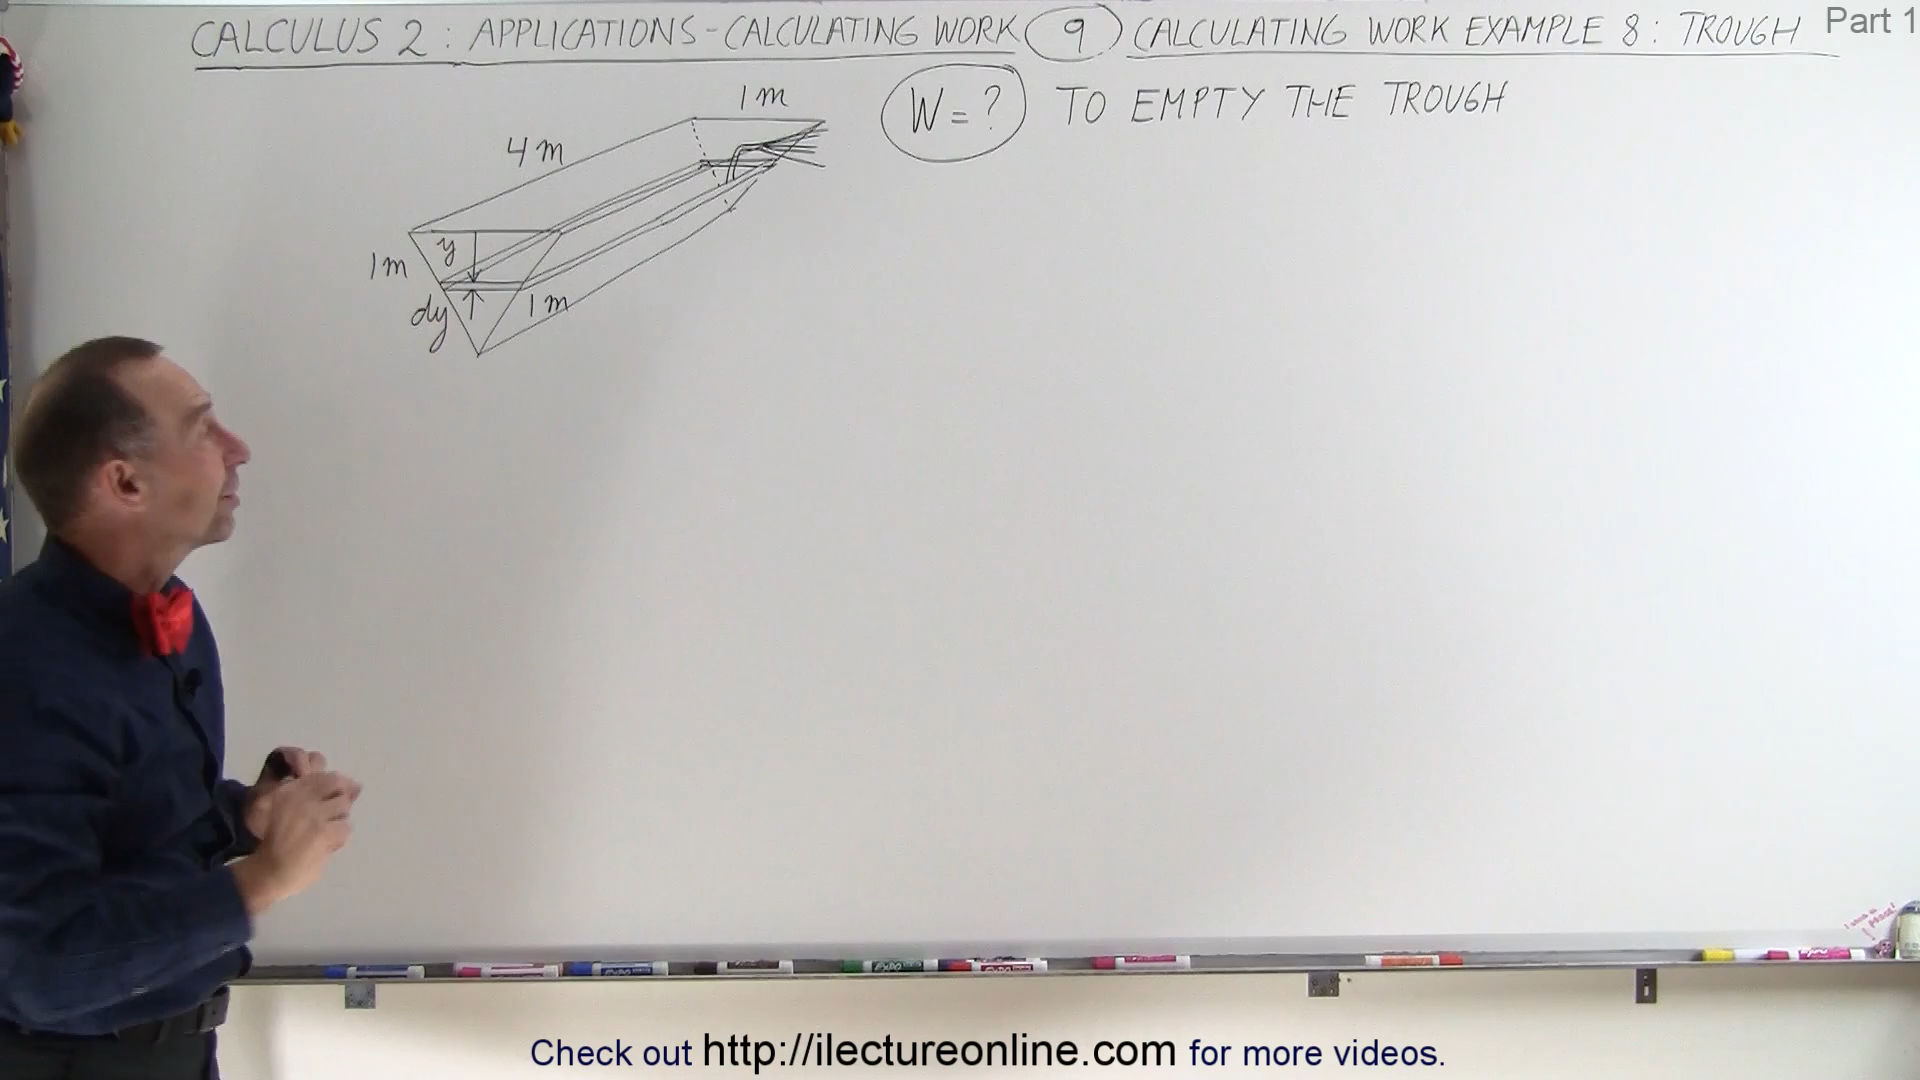 CALCULUS 2 : APPLICATIONS - CALCULATING WORK 9 CALCULATING WORK EXAMPLE 8 : TROUGH
Part 1
1 m
W = ? TO EMPTY THE TROUGH
4 m
y
1 m
dy
1 m
Check out http://ilectureonline.com for more videos.